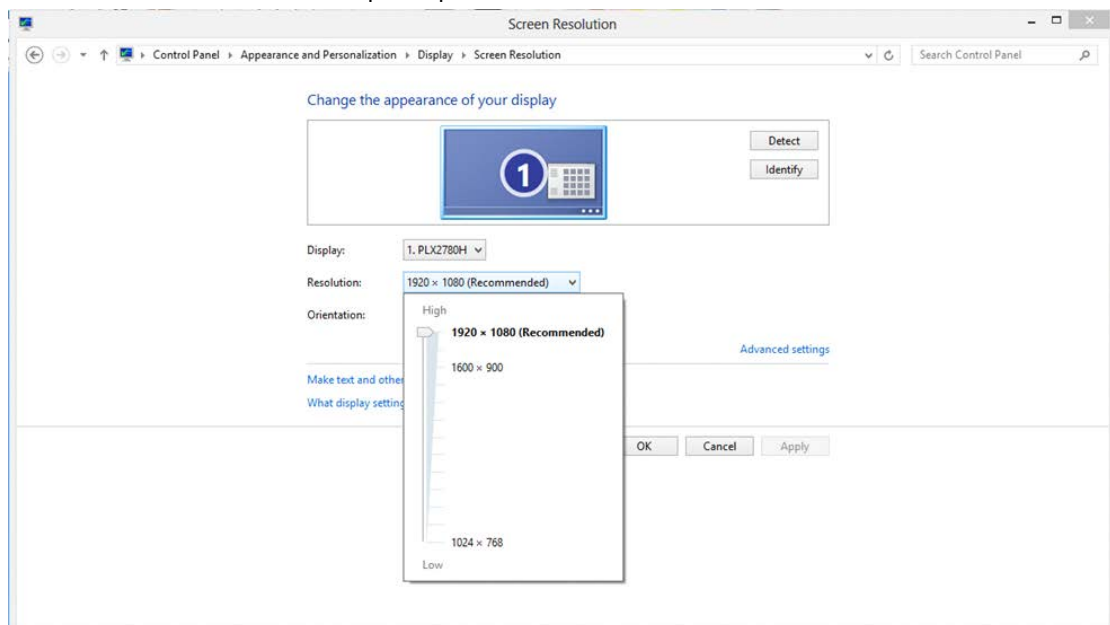 Screen Resolution
Control Panel Appearance and Personalization Display Screen Resolution
Search Control Panel
Change the appearance of your display
1
Detect
Identify
Display: 1. PLX2780H
Resolution: 1920 × 1080 (Recommended)
Orientation:
High
1920 × 1080 (Recommended)
1600 × 900
Advanced settings
Make text and other
What display setting
OK Cancel Apply
1024 × 768
Low